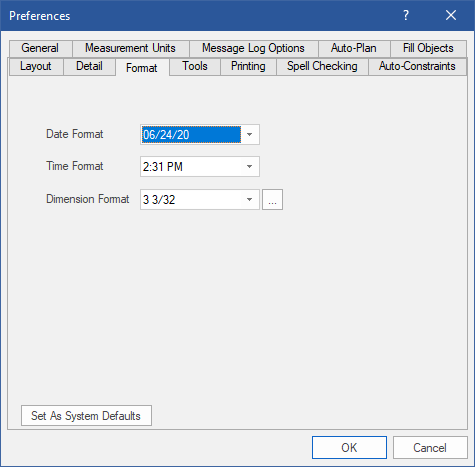 Preferences ?
General Measurement Units Message Log Options Auto-Plan Fill Objects
Layout Detail Format Tools Printing Spell Checking Auto-Constraints
Date Format 06/24/20
Time Format 2:31 PM
Dimension Format 3 3/32 ...
Set As System Defaults
OK Cancel